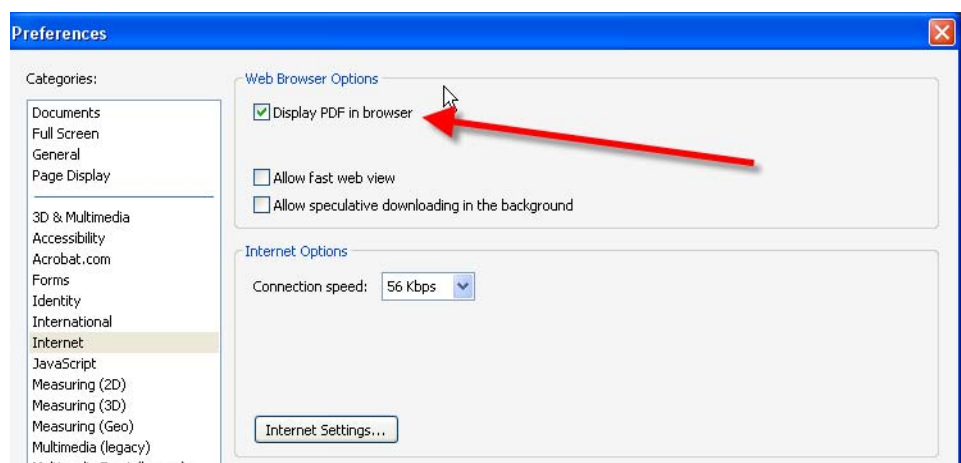 Preferences
Categories:
Documents
Full Screen
General
Page Display
3D & Multimedia
Accessibility
Acrobat.com
Forms
Identity
International
Internet
JavaScript
Measuring (2D)
Measuring (3D)
Measuring (Geo)
Multimedia (legacy)
Web Browser Options
Display PDF in browser
Allow fast web view
Allow speculative downloading in the background
Internet Options
Connection speed: 56 Kbps
Internet Settings...